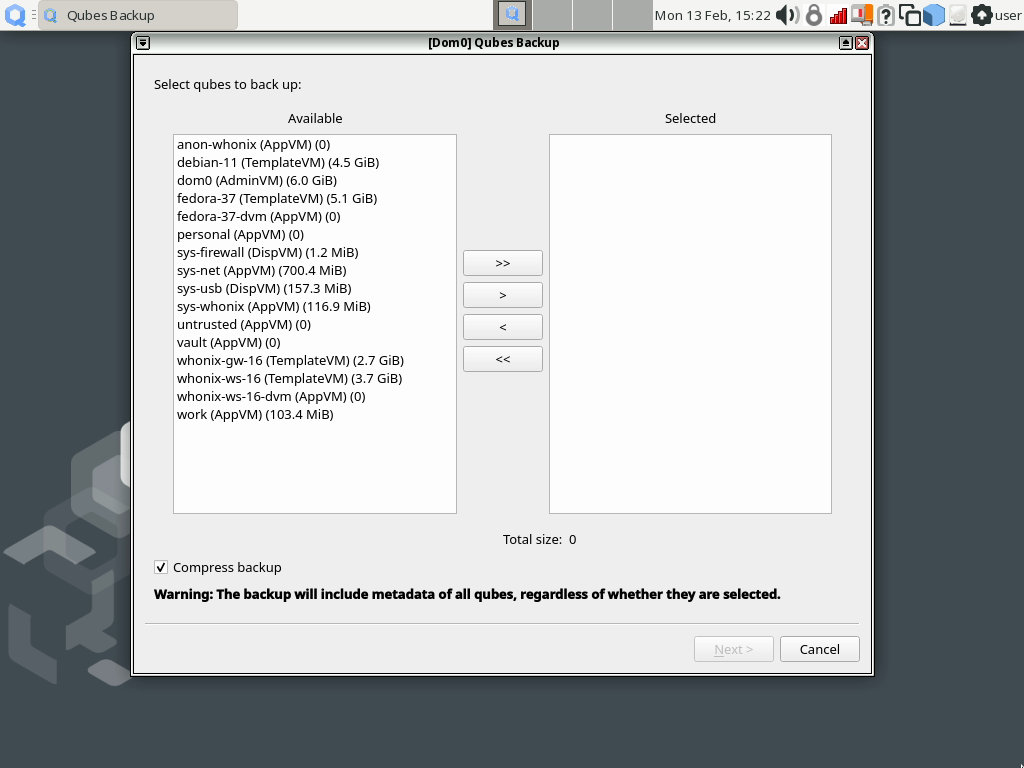 Qubes Backup
Mon 13 Feb, 15:22
user
[Dom0] Qubes Backup
Select qubes to back up:
Available
Selected
anon-whonix (AppVM) (0)
debian-11 (TemplateVM) (4.5 GiB)
dom0 (AdminVM) (6.0 GiB)
fedora-37 (TemplateVM) (5.1 GiB)
fedora-37-dvm (AppVM) (0)
personal (AppVM) (0)
sys-firewall (DispVM) (1.2 MiB)
sys-net (AppVM) (700.4 MiB)
sys-usb (DispVM) (157.3 MiB)
sys-whonix (AppVM) (116.9 MiB)
untrusted (AppVM) (0)
vault (AppVM) (0)
whonix-gw-16 (TemplateVM) (2.7 GiB)
whonix-ws-16 (TemplateVM) (3.7 GiB)
whonix-ws-16-dvm (AppVM) (0)
work (AppVM) (103.4 MiB)
>>
>
<
<<
Total size: 0
Compress backup
Warning: The backup will include metadata of all qubes, regardless of whether they are selected.
Next >
Cancel